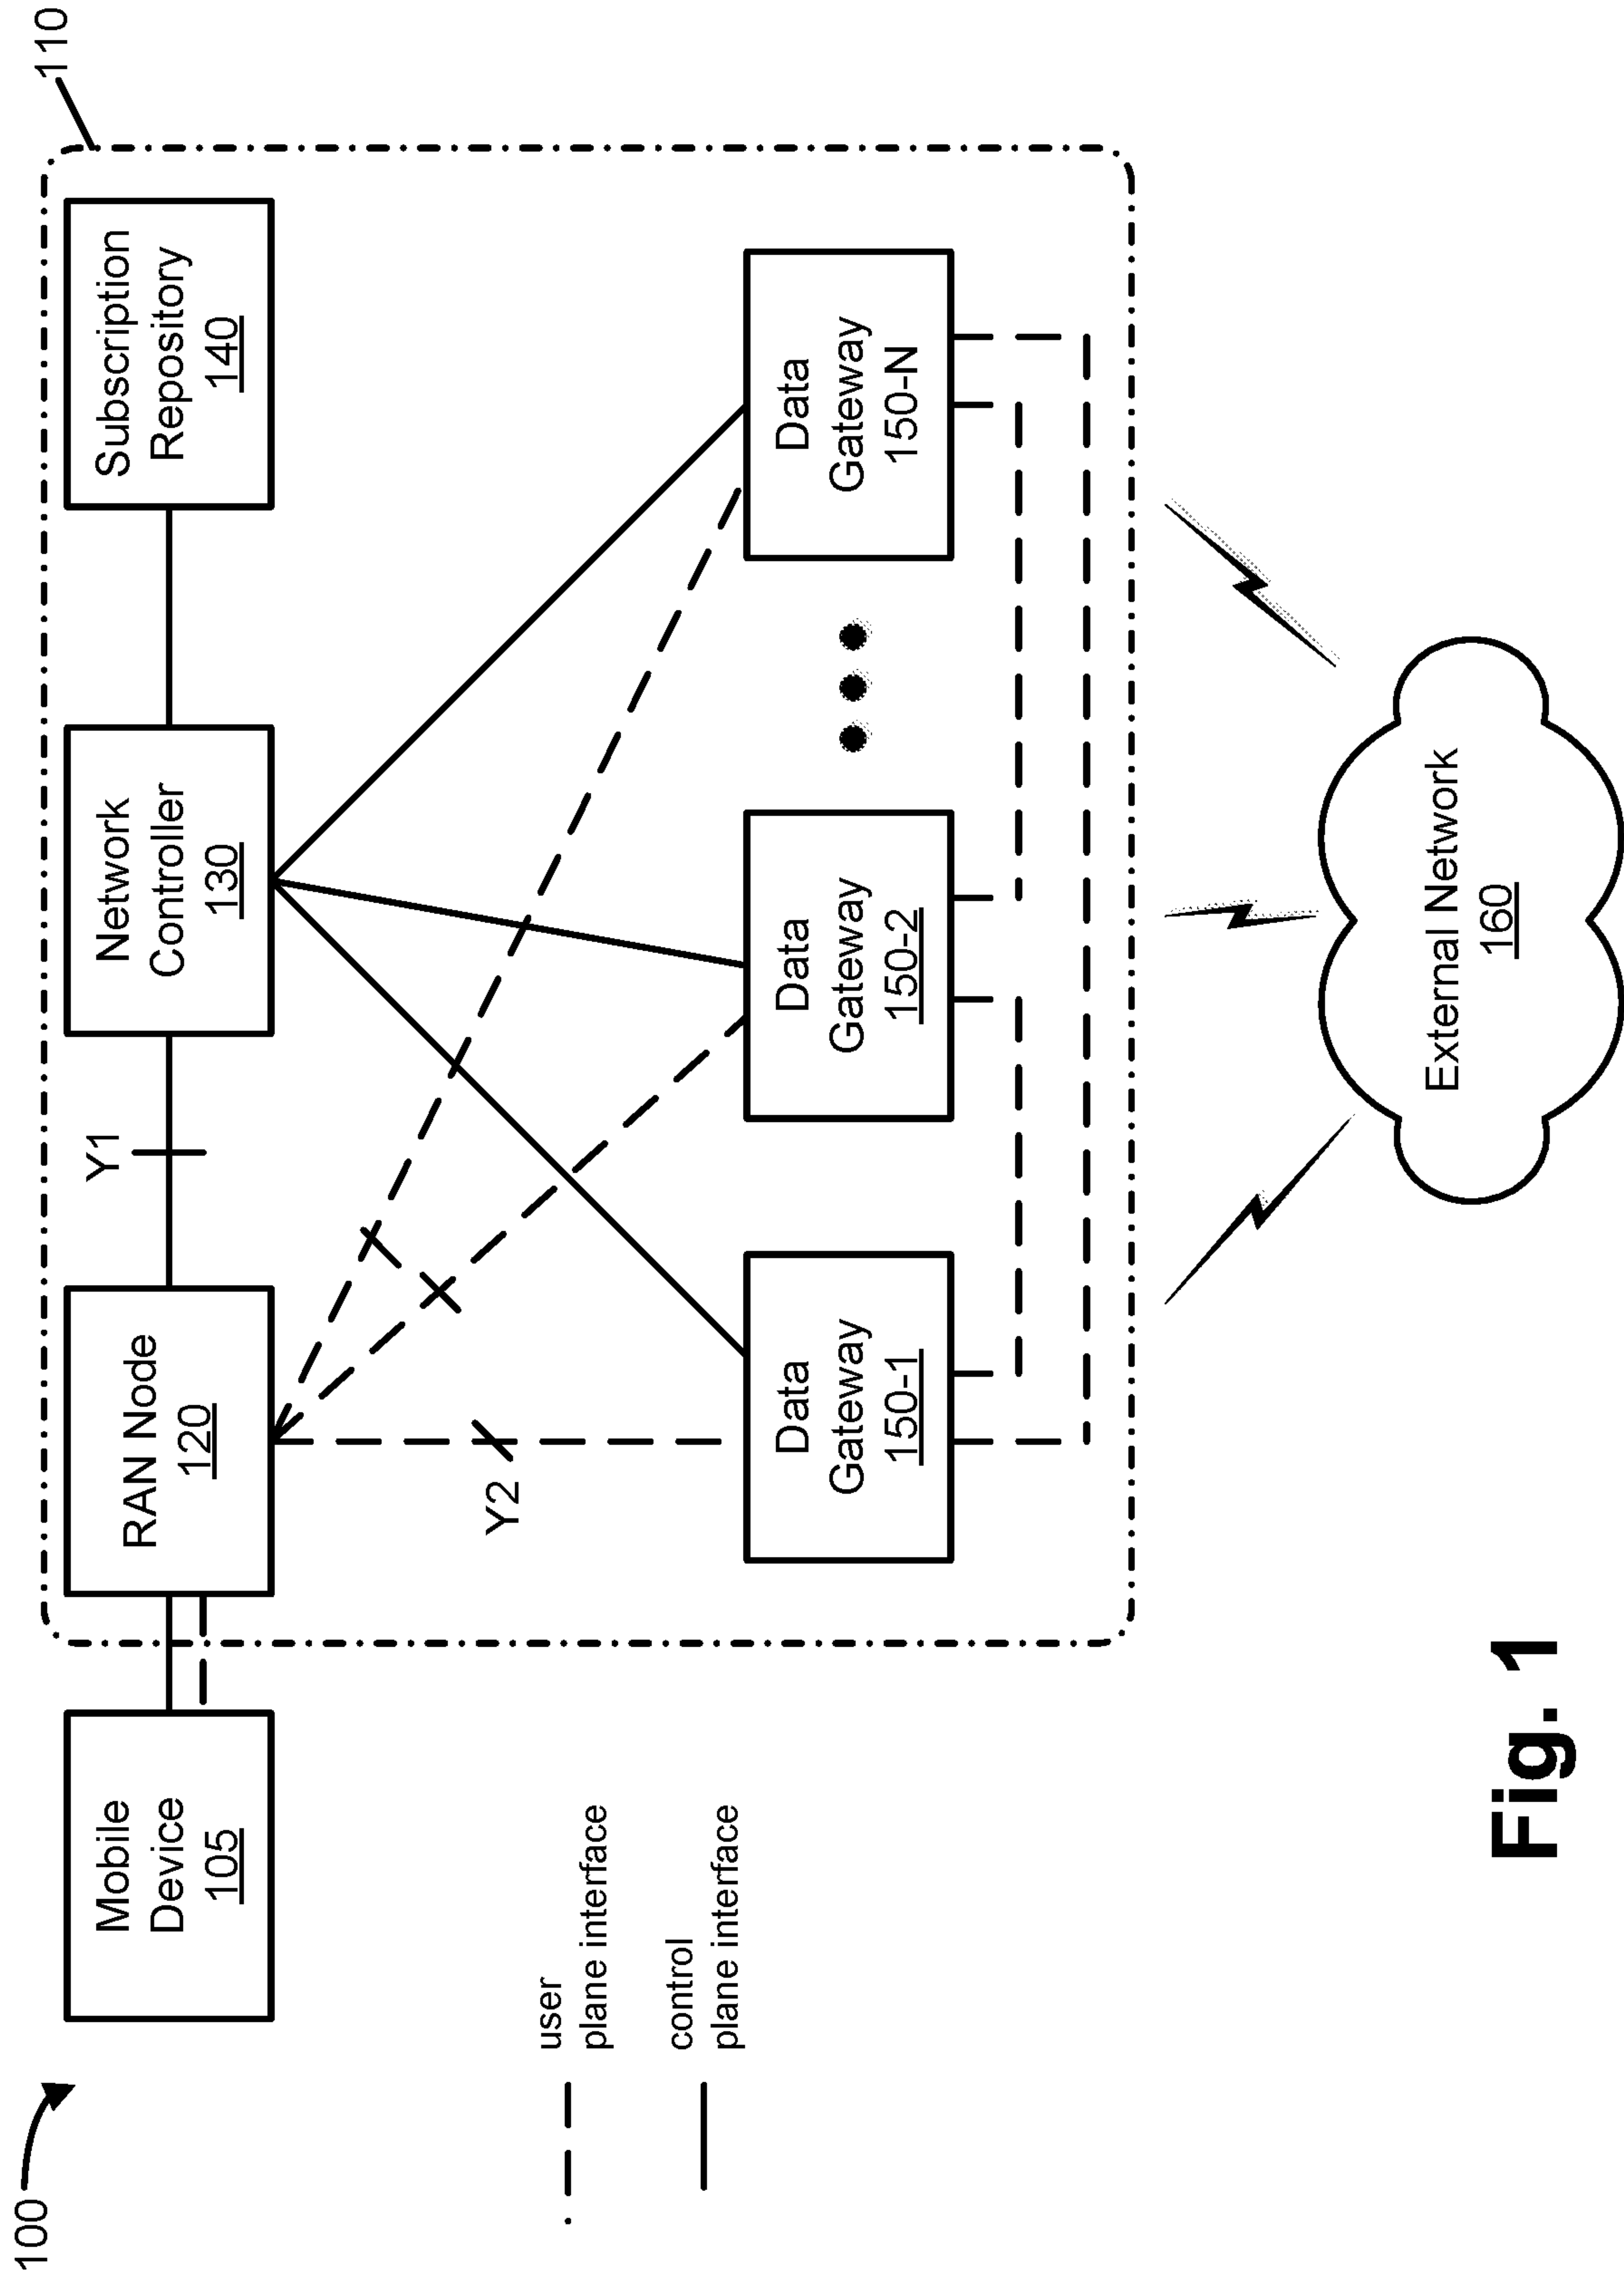 100
110
Mobile
Device
105
RAN Node
120
Y1
Network
Controller
130
Subscription
Repository
140
Y2
user
plane interface
control
plane interface
Data
Gateway
150-1
Data
Gateway
150-2
Data
Gateway
150-N
External Network
160
Fig. 1